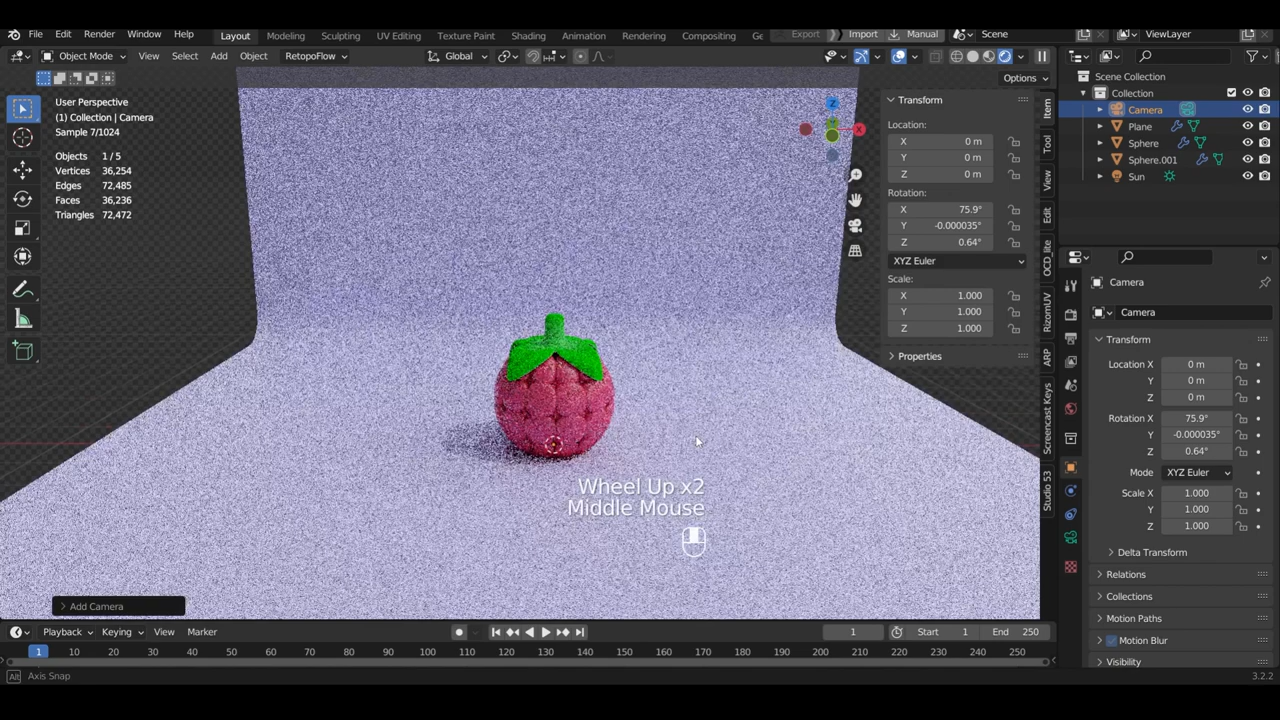 File Edit Render Window Help Layout Modeling Sculpting UV Editing Texture Paint Shading Animation Rendering Compositing Ge Export Import Manual Scene ViewLayer
Object Mode View Select Add Object RetopoFlow Global
Options
User Perspective
(1) Collection | Camera
Sample 7/1024
Objects 1 / 5
Vertices 36,254
Edges 72,485
Faces 36,236
Triangles 72,472
Z
X
Transform
Location:
X 0 m
Y 0 m
Z 0 m
Rotation:
X 75.9°
Y -0.000035°
Z 0.64°
XYZ Euler
Scale:
X 1.000
Y 1.000
Z 1.000
Properties
Item
Tool
View
Edit
OCD_lite
RizomUV
ARP
Screencast Keys
Studio 53
Scene Collection
Collection
Camera
Plane
Sphere
Sphere.001
Sun
Camera
Camera
Transform
Location X 0 m
Y 0 m
Z 0 m
Rotation X 75.9°
Y -0.000035°
Z 0.64°
Mode XYZ Euler
Scale X 1.000
Y 1.000
Z 1.000
Delta Transform
Relations
Collections
Motion Paths
Motion Blur
Visibility
Wheel Up x2
Middle Mouse
Add Camera
Playback Keying View Marker 1 Start 1 End 250
1 10 20 30 40 50 60 70 80 90 100 110 120 130 140 150 160 170 180 190 200 210 220 230 240 250
Alt Axis Snap 3.2.2